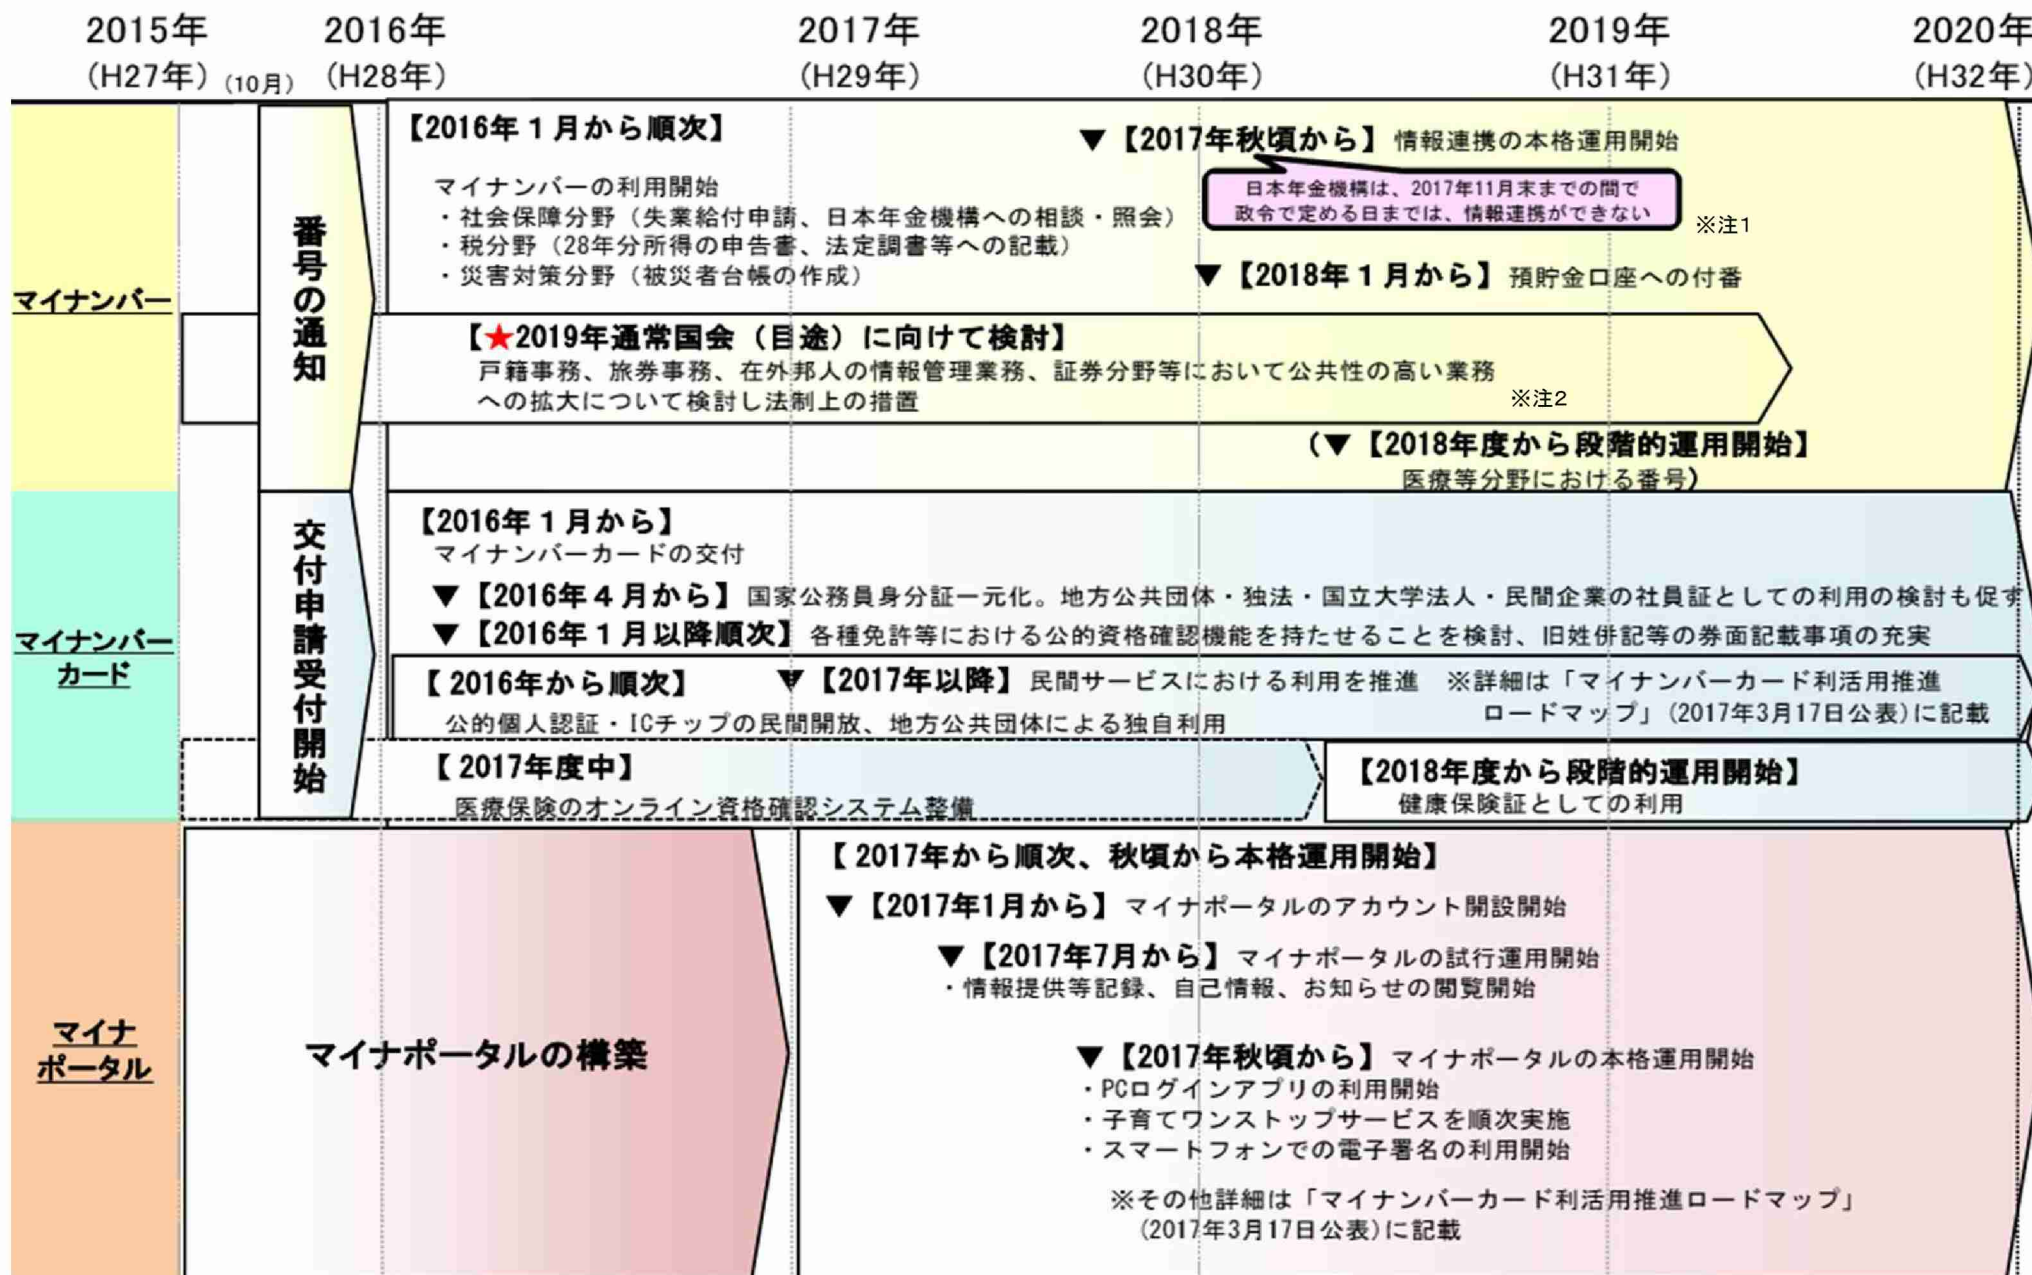 2015年 2016年 2017年 2018年 2019年 2020年
(H27年) (10月) (H28年) (H29年) (H30年) (H31年) (H32年)
マイナンバー
番号の通知
【2016年1月から順次】
マイナンバーの利用開始
・社会保障分野（失業給付申請、日本年金機構への相談・照会）
・税分野（28年分所得の申告書、法定調書等への記載）
・災害対策分野（被災者台帳の作成）
▼【2017年秋頃から】情報連携の本格運用開始
日本年金機構は、2017年11月末までの間で
政令で定める日までは、情報連携ができない
※注1
▼【2018年1月から】預貯金口座への付番
【★2019年通常国会（目途）に向けて検討】
戸籍事務、旅券事務、在外邦人の情報管理業務、証券分野等において公共性の高い業務
への拡大について検討し法制上の措置
※注2
(▼【2018年度から段階的運用開始】
医療等分野における番号)
マイナンバー
カード
交付申請受付開始
【2016年1月から】
マイナンバーカードの交付
▼【2016年4月から】国家公務員身分証一元化。地方公共団体・独法・国立大学法人・民間企業の社員証としての利用の検討も促す
▼【2016年1月以降順次】各種免許等における公的資格確認機能を持たせることを検討、旧姓併記等の券面記載事項の充実
【2016年から順次】
公的個人認証・ICチップの民間開放、地方公共団体による独自利用
▼【2017年以降】民間サービスにおける利用を推進 ※詳細は「マイナンバーカード利活用推進
ロードマップ」(2017年3月17日公表)に記載
【2017年度中】
医療保険のオンライン資格確認システム整備
【2018年度から段階的運用開始】
健康保険証としての利用
マイナ
ポータル
マイナポータルの構築
【2017年から順次、秋頃から本格運用開始】
▼【2017年1月から】マイナポータルのアカウント開設開始
▼【2017年7月から】マイナポータルの試行運用開始
・情報提供等記録、自己情報、お知らせの閲覧開始
▼【2017年秋頃から】マイナポータルの本格運用開始
・PCログインアプリの利用開始
・子育てワンストップサービスを順次実施
・スマートフォンでの電子署名の利用開始
※その他詳細は「マイナンバーカード利活用推進ロードマップ」
(2017年3月17日公表)に記載